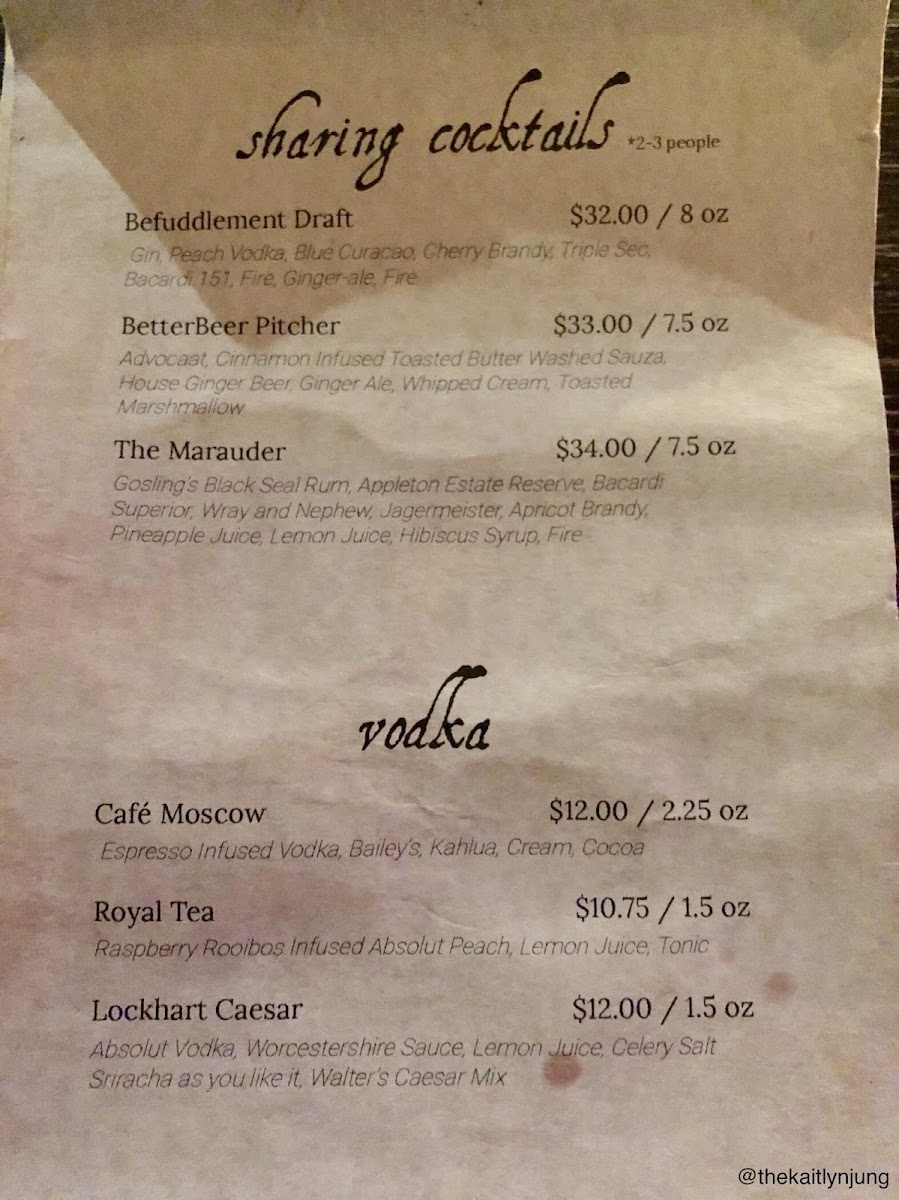 sharing cocktails *2-3 people
Befuddlement Draft $32.00 / 8 oz
Gin, Peach Vodka, Blue Curacao, Cherry Brandy, Triple Sec,
Bacardi 151, Fire, Ginger-ale, Fire
BetterBeer Pitcher $33.00 / 7.5 oz
Advocaat, Cinnamon Infused Toasted Butter Washed Sauza,
House Ginger Beer, Ginger Ale, Whipped Cream, Toasted
Marshmallow
The Marauder $34.00 / 7.5 oz
Gosling's Black Seal Rum, Appleton Estate Reserve, Bacardi
Superior, Wray and Nephew, Jagermeister, Apricot Brandy,
Pineapple Juice, Lemon Juice, Hibiscus Syrup, Fire
vodka
Café Moscow $12.00 / 2.25 oz
Espresso Infused Vodka, Bailey's, Kahlua, Cream, Cocoa
Royal Tea $10.75 / 1.5 oz
Raspberry Rooibos Infused Absolut Peach, Lemon Juice, Tonic
Lockhart Caesar $12.00 / 1.5 oz
Absolut Vodka, Worcestershire Sauce, Lemon Juice, Celery Salt
Sriracha as you like it, Walter's Caesar Mix
@thekaitlynjung